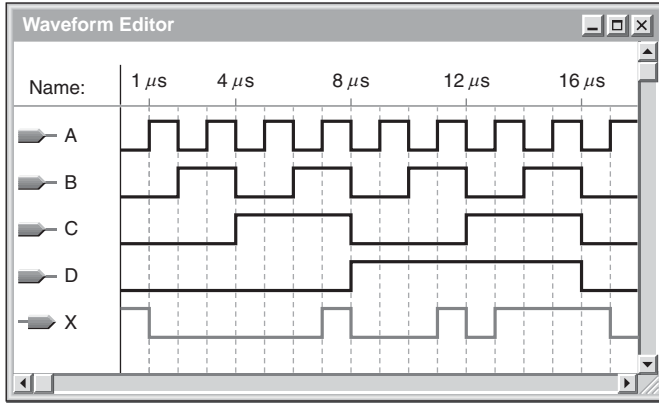 Waveform Editor
Name: 1 μs 4 μs 8 μs 12 μs 16 μs
A
B
C
D
X